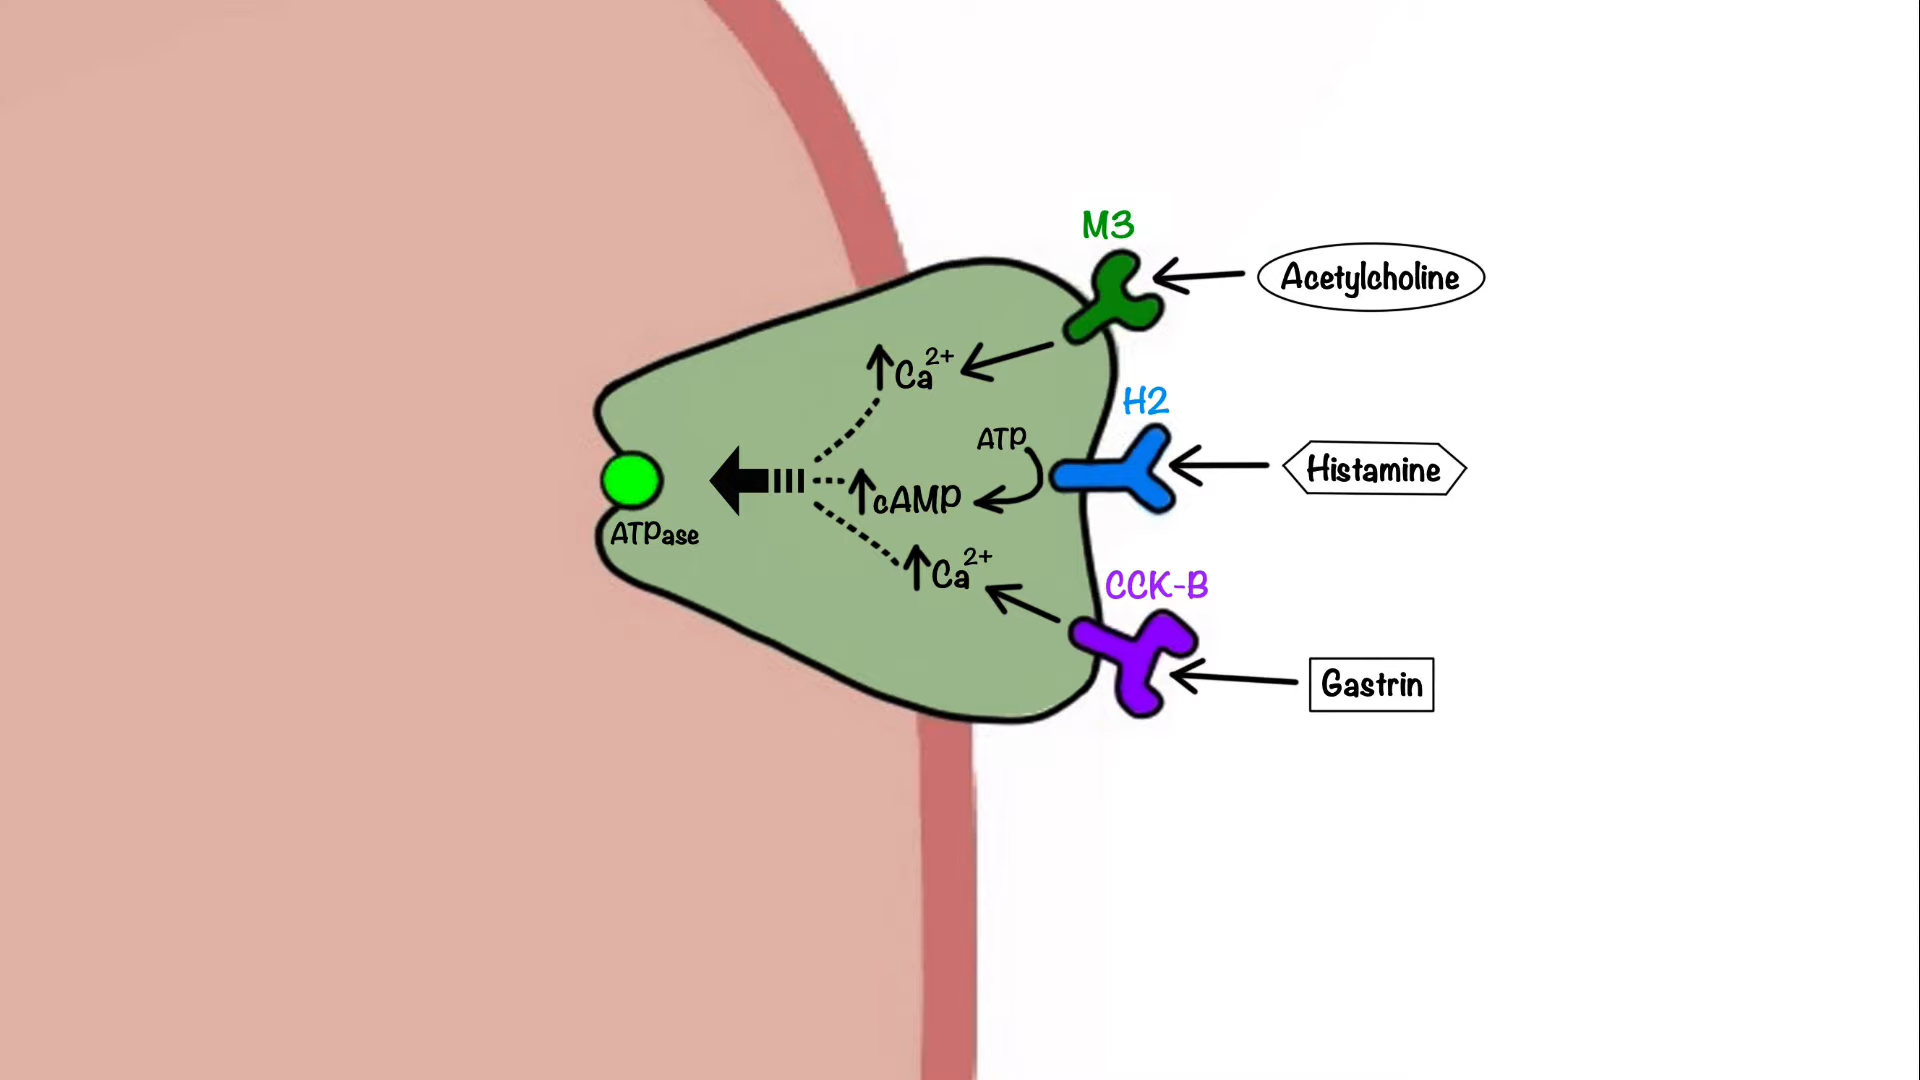 M3
Acetylcholine
↑Ca²⁺
H2
ATP
Histamine
↑cAMP
ATPase
↑Ca²⁺
CCK-B
Gastrin